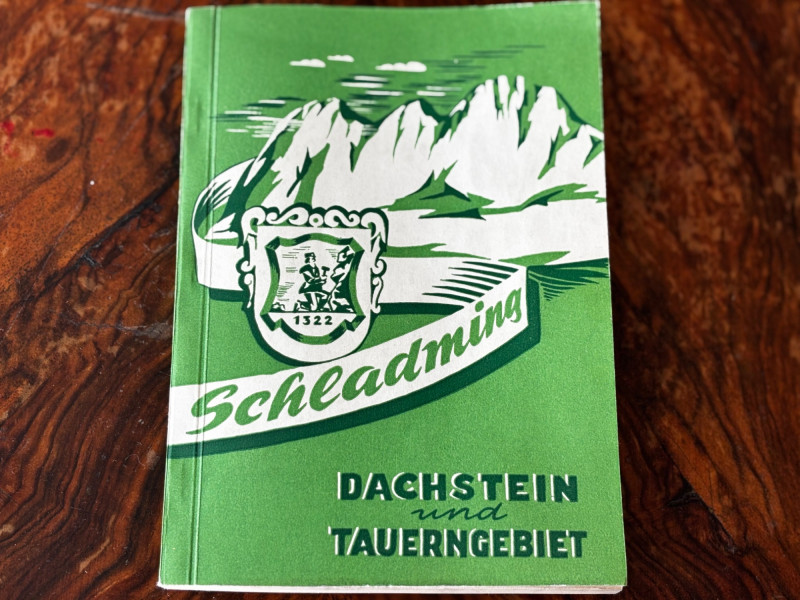 1322
Schladming
DACHSTEIN
und
TAUERNGEBIET